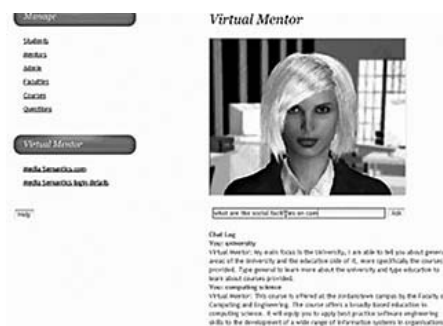 Manage
Students
Mentors
Admin
Faculties
Courses
Questions
Virtual Mentor
Media Semantics.com
Media Semantics login details
Help
Virtual Mentor
what are the social facilities on cam
Ask
Chat Log
You: university
Virtual Mentor: My main focus is the University, I am able to tell you about general
areas of the University and the education side of it, more specifically the courses
provided. Type general to learn more about the university and type education to
learn about courses provided.
You: computing science
Virtual Mentor: This course is offered at the Jordanstown campus by the Faculty of
Computing and Engineering. The course offers a broadly based education in
computing science. It will equip you to apply best practice software engineering
skills to the development of a wide range of information systems in organisations